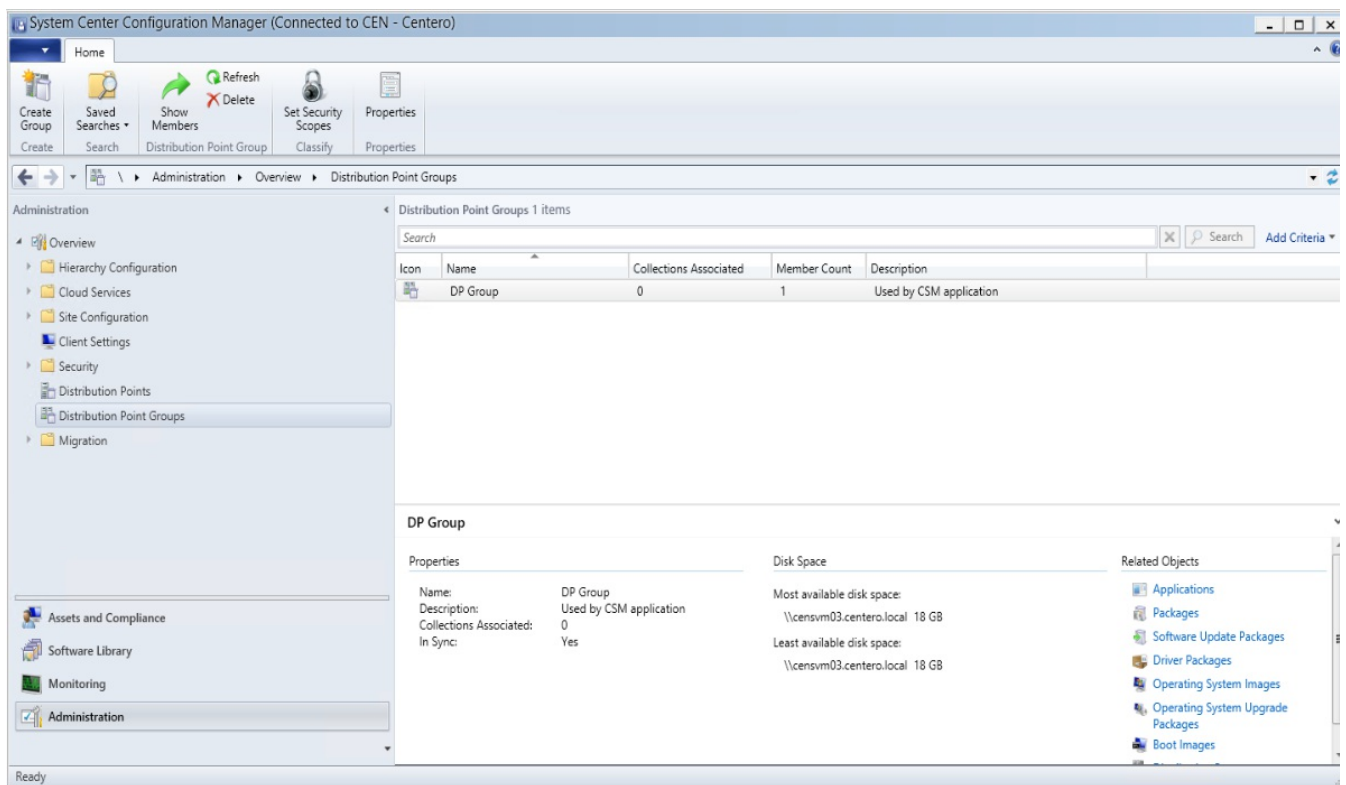 System Center Configuration Manager (Connected to CEN - Centero)
Home
Create Group
Saved Searches
Show Members
Refresh
Delete
Set Security Scopes
Properties
Create
Search
Distribution Point Group
Classify
Properties
\ Administration Overview Distribution Point Groups
Administration
Overview
Hierarchy Configuration
Cloud Services
Site Configuration
Client Settings
Security
Distribution Points
Distribution Point Groups
Migration
Assets and Compliance
Software Library
Monitoring
Administration
Distribution Point Groups 1 items
Search
Search
Add Criteria
Icon Name Collections Associated Member Count Description
DP Group 0 1 Used by CSM application
DP Group
Properties
Name: DP Group
Description: Used by CSM application
Collections Associated: 0
In Sync: Yes
Disk Space
Most available disk space:
\\censvm03.centero.local 18 GB
Least available disk space:
\\censvm03.centero.local 18 GB
Related Objects
Applications
Packages
Software Update Packages
Driver Packages
Operating System Images
Operating System Upgrade
Packages
Boot Images
Ready